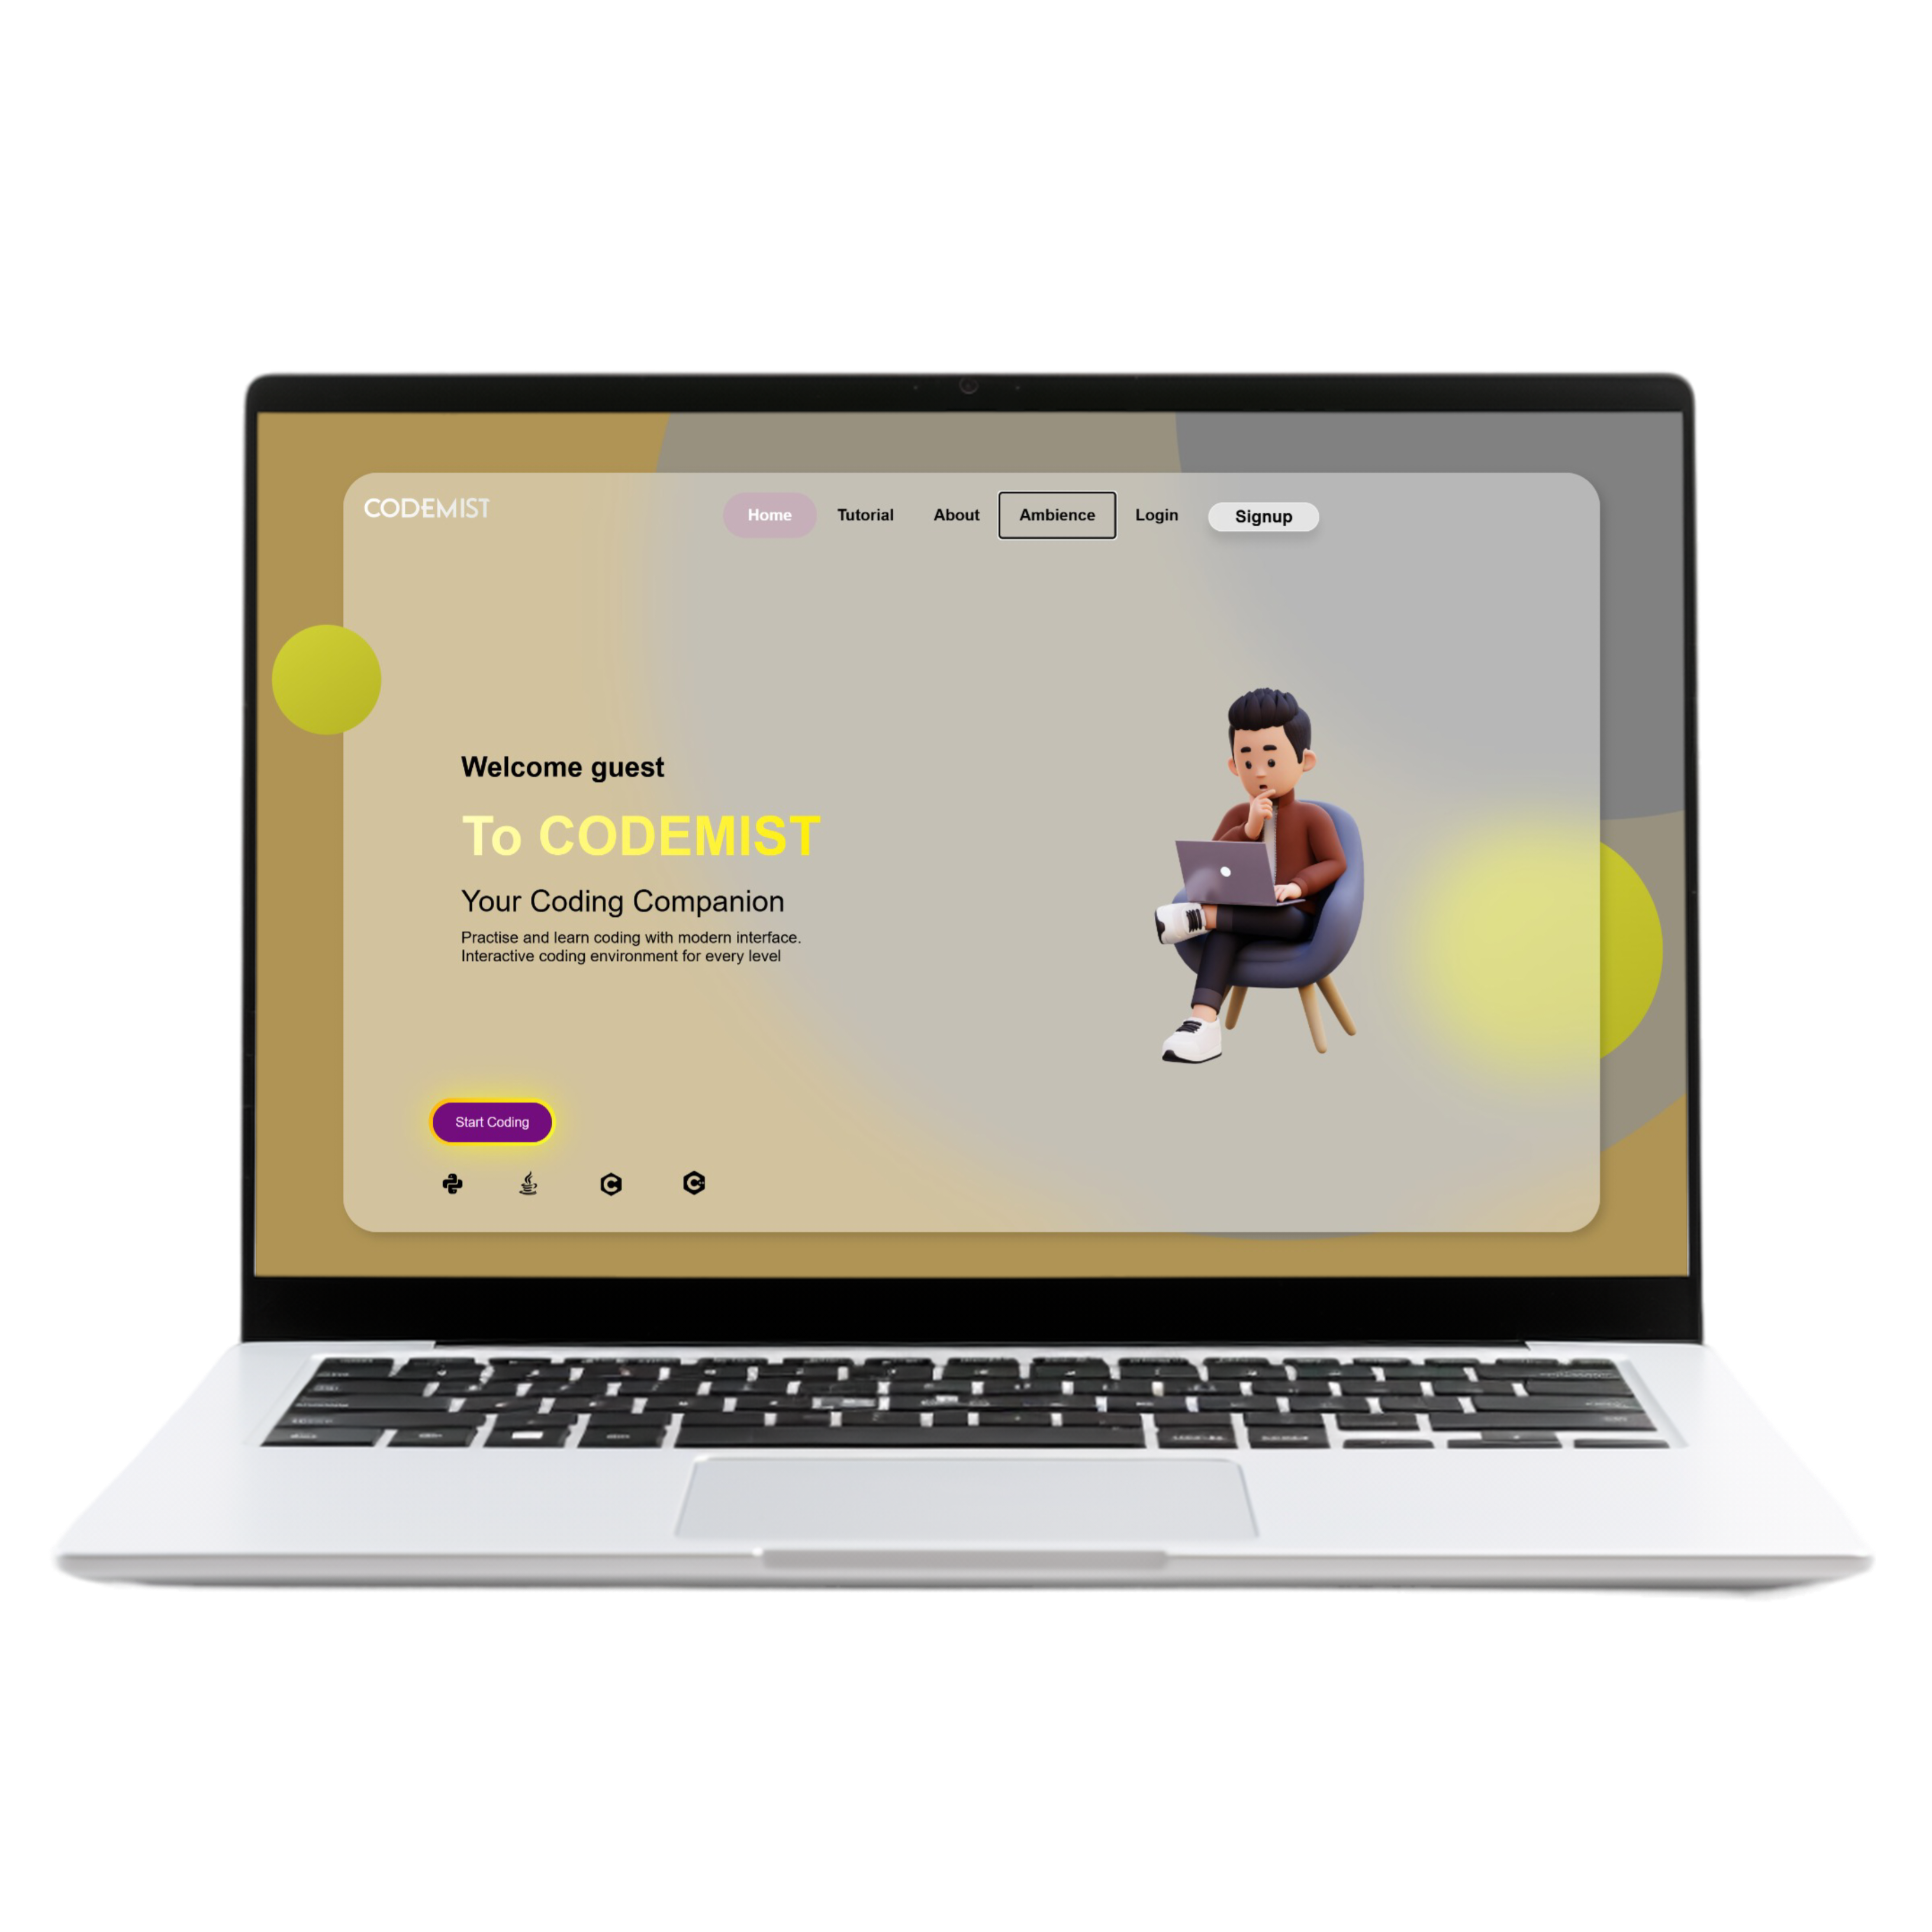 CODEMIST
Home Tutorial About Ambience Login Signup
Welcome guest
To CODEMIST
Your Coding Companion
Practise and learn coding with modern interface.
Interactive coding environment for every level
Start Coding